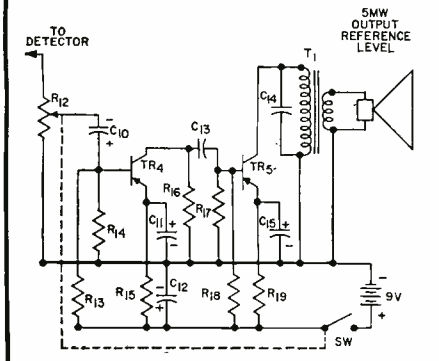 TO
DETECTOR
5MW
OUTPUT
REFERENCE
LEVEL
T1
R12
- C10 +
C14
C13
TR4
TR5
R16
R17
R14
C11 + -
C15 + -
R13
R15
- C12 +
R18
R19
- 9V +
SW